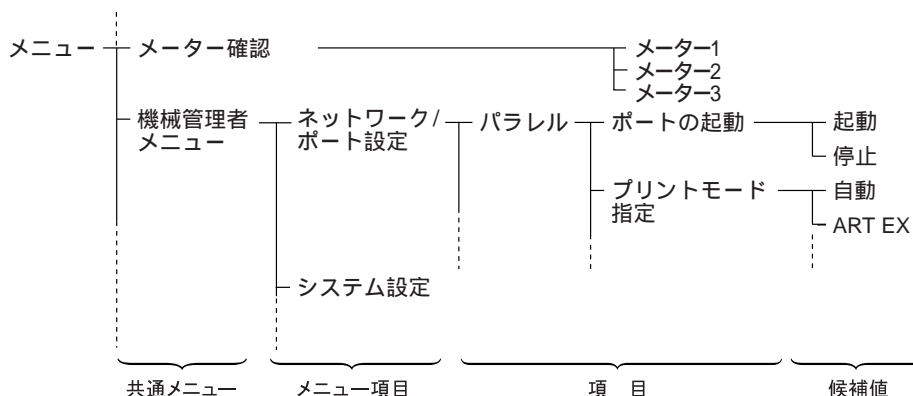 メニュー
メーター確認
メーター1
メーター2
メーター3
機械管理者
メニュー
ネットワーク/
ポート設定
パラレル
ポートの起動
起動
停止
プリントモード
指定
自動
ART EX
システム設定
共通メニュー
メニュー項目
項 目
候補値